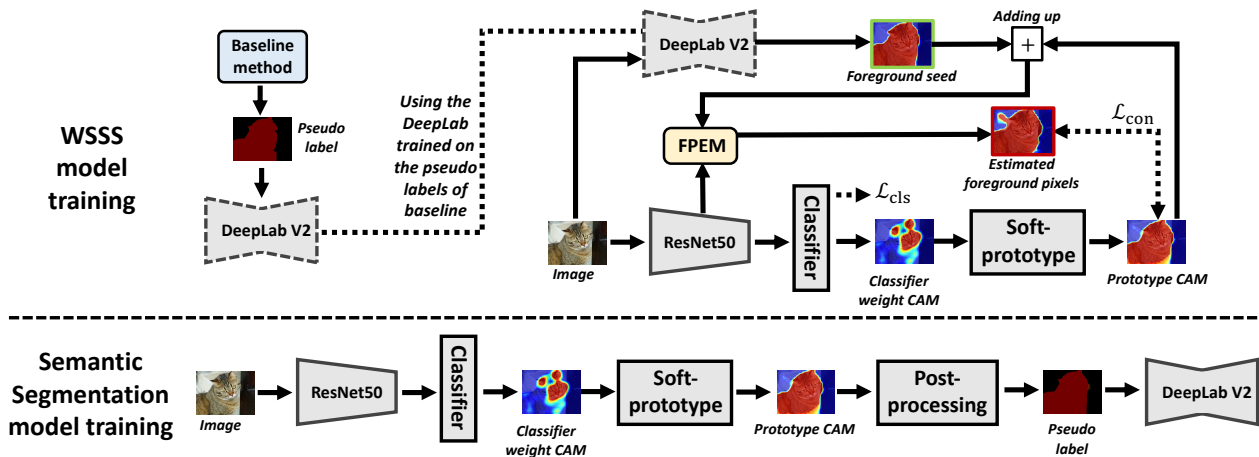 WSSS
model
training
Baseline
method
Pseudo
label
DeepLab V2
Using the
DeepLab
trained on
the pseudo
labels of
baseline
DeepLab V2
Foreground seed
Adding up
+
FPEM
Estimated
foreground pixels
ℒcon
Image
ResNet50
Classifier
ℒcls
Classifier
weight CAM
Soft-
prototype
Prototype CAM
Semantic
Segmentation
model training
Image
ResNet50
Classifier
Classifier
weight CAM
Soft-
prototype
Prototype CAM
Post-
processing
Pseudo
label
DeepLab V2